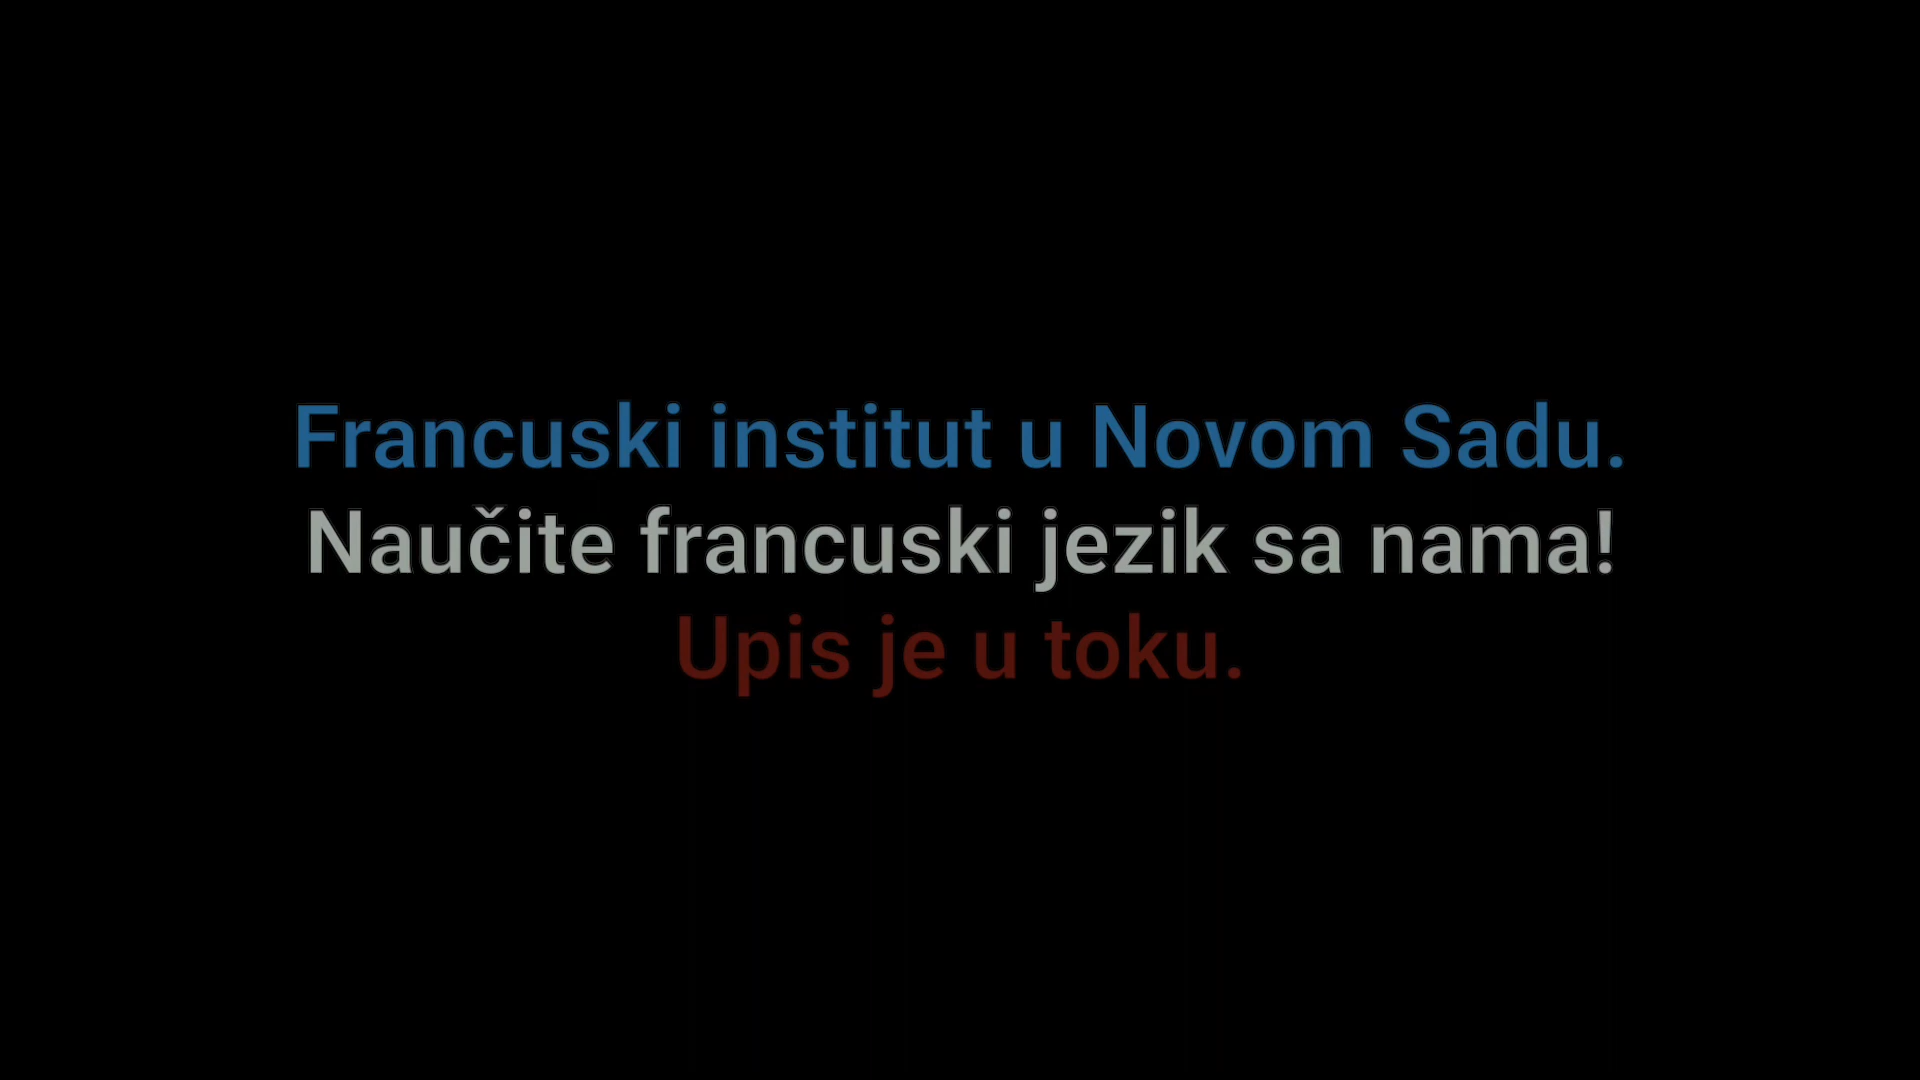 Francuski institut u Novom Sadu.
Naučite francuski jezik sa nama!
Upis je u toku.